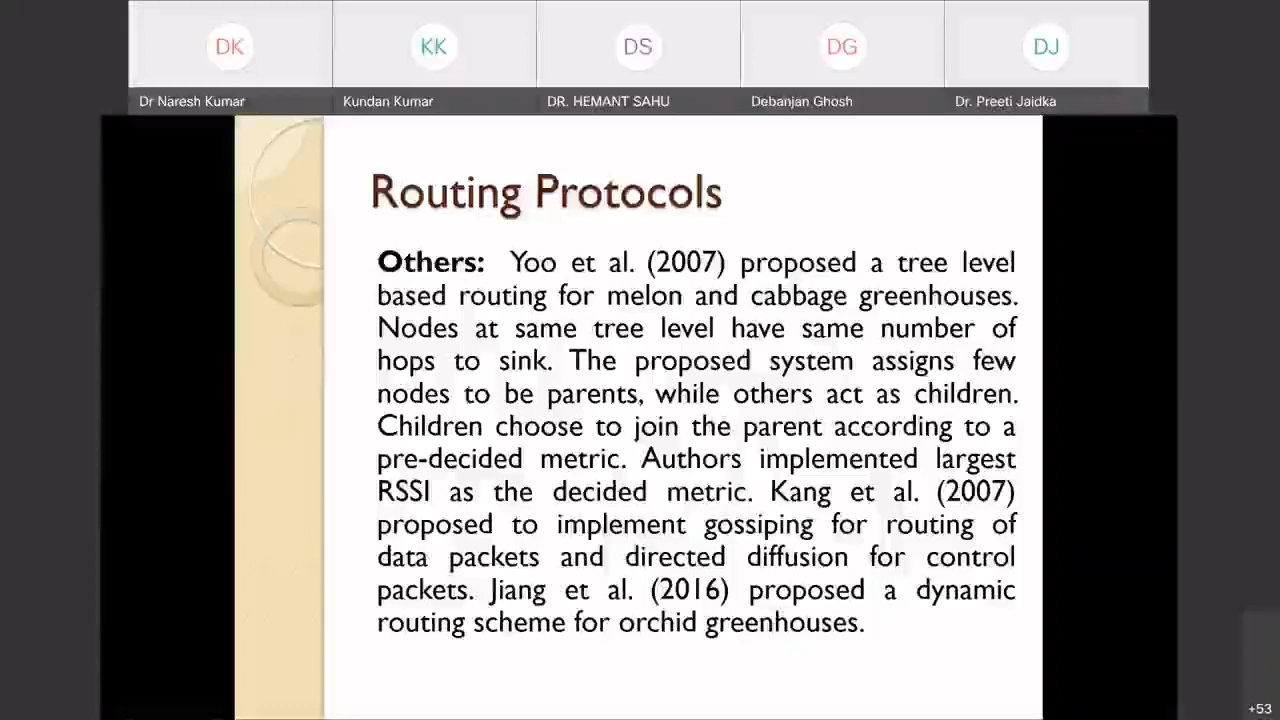 DK
KK
DS
DG
DJ
Dr Naresh Kumar
Kundan Kumar
DR. HEMANT SAHU
Debanjan Ghosh
Dr. Preeti Jaidka
Routing Protocols
Others: Yoo et al. (2007) proposed a tree level
based routing for melon and cabbage greenhouses.
Nodes at same tree level have same number of
hops to sink. The proposed system assigns few
nodes to be parents, while others act as children.
Children choose to join the parent according to a
pre-decided metric. Authors implemented largest
RSSI as the decided metric. Kang et al. (2007)
proposed to implement gossiping for routing of
data packets and directed diffusion for control
packets. Jiang et al. (2016) proposed a dynamic
routing scheme for orchid greenhouses.
+53